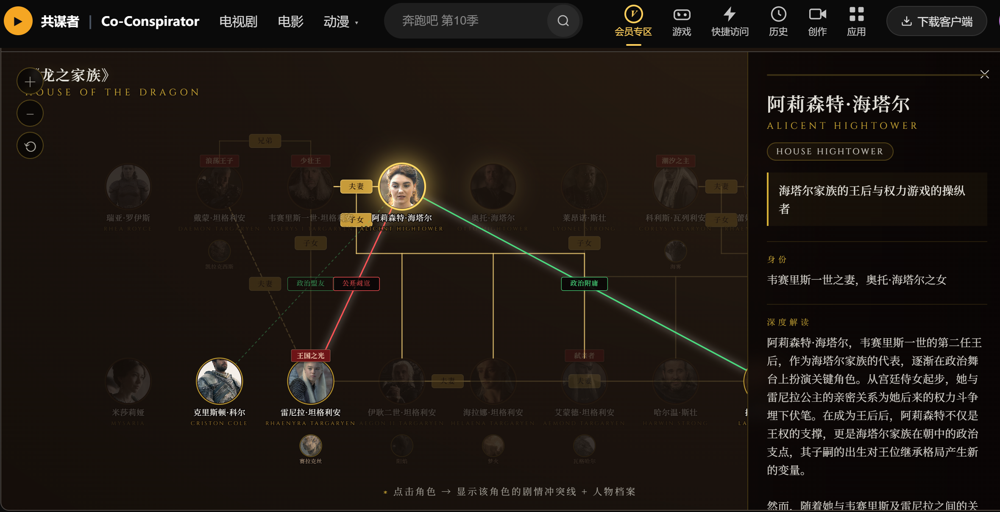 共谋者 | Co-Conspirator
电视剧
电影
动漫
奔跑吧 第10季
会员专区
游戏
快捷访问
历史
创作
应用
下载客户端
龙之家族》
OUSE OF THE DRAGON
兄弟
浪荡王子
少壮王
潮汐之主
夫妻
夫妻
瑞亚·罗伊斯
RHEA ROYCE
戴蒙·坦格利安
DAEMON TARGARYEN
韦赛里斯一世·坦格利安
VISERYS I TARGARYEN
子女
阿莉森特·海塔尔
ALICENT HIGHTOWER
奥托·海塔尔
OTTO HIGHTOWER
莱昂诺·斯壮
LYONEL STRONG
科利斯·瓦列利安
CORLYS VELARYON
子女
RHAEN
凯拉克西斯
子女
子女
海雾
夫妻
政治盟友
政治附庸
王国之光
弑亲者
夫妻
夫妻
米莎莉娅
MYSARIA
克里斯顿·科尔
CRISTON COLE
雷尼拉·坦格利安
RHAENYRA TARGARYEN
伊耿二世·坦格利安
AEGON II TARGARYEN
海拉娜·坦格利安
HELAENA TARGARYEN
艾蒙德·坦格利安
AEMOND TARGARYEN
哈尔温·斯壮
HARWIN STRONG
LA
赛拉克丝
阳焰
梦火
瓦格哈尔
* 点击角色 → 显示该角色的剧情冲突线 + 人物档案
阿莉森特·海塔尔
ALICENT HIGHTOWER
HOUSE HIGHTOWER
海塔尔家族的王后与权力游戏的操纵
者
身份
韦赛里斯一世之妻，奥托·海塔尔之女
深度解读
阿莉森特·海塔尔，韦赛里斯一世的第二任王
后，作为海塔尔家族的代表，逐渐在政治舞
台上扮演关键角色。从宫廷侍女起步，她与
雷尼拉公主的亲密关系为她后来的权力斗争
埋下伏笔。在成为王后后，阿莉森特不仅是
王权的支撑，更是海塔尔家族在朝中的政治
支点，其子嗣的出生对王位继承格局产生新
的变量。
然而，随着她与韦赛里斯及雷尼拉之间的关